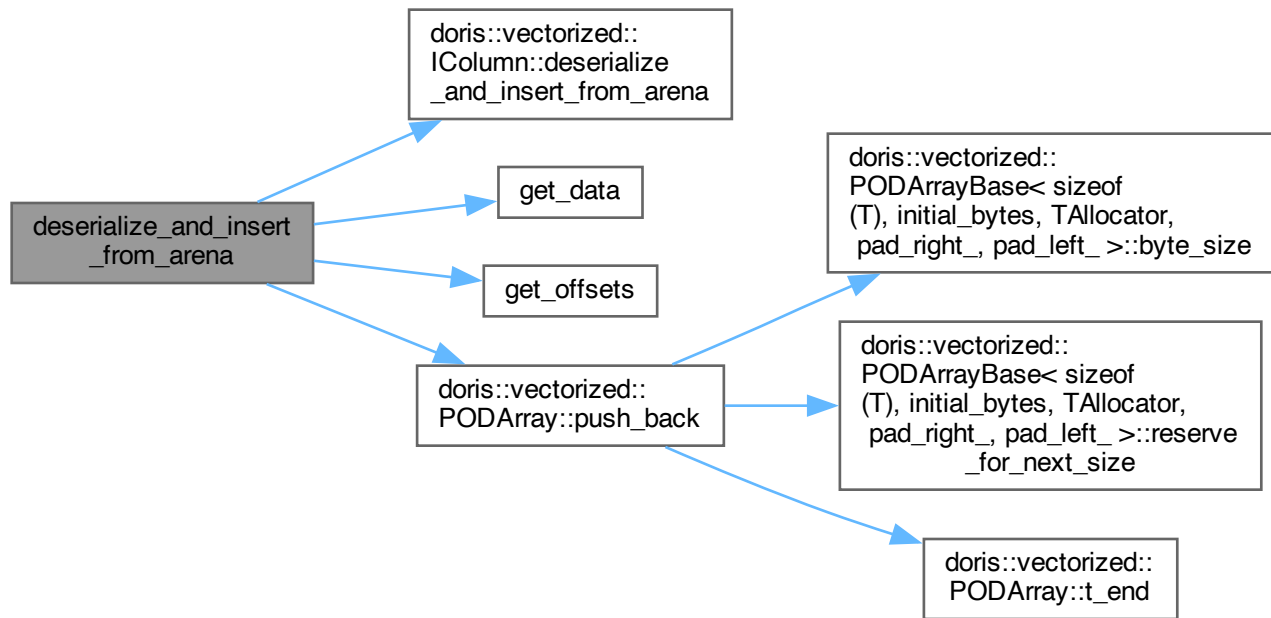 deserialize_and_insert
_from_arena
doris::vectorized::
IColumn::deserialize
_and_insert_from_arena
get_data
get_offsets
doris::vectorized::
PODArray::push_back
doris::vectorized::
PODArrayBase< sizeof
(T), initial_bytes, TAllocator,
pad_right_, pad_left_ >::byte_size
doris::vectorized::
PODArrayBase< sizeof
(T), initial_bytes, TAllocator,
pad_right_, pad_left_ >::reserve
_for_next_size
doris::vectorized::
PODArray::t_end